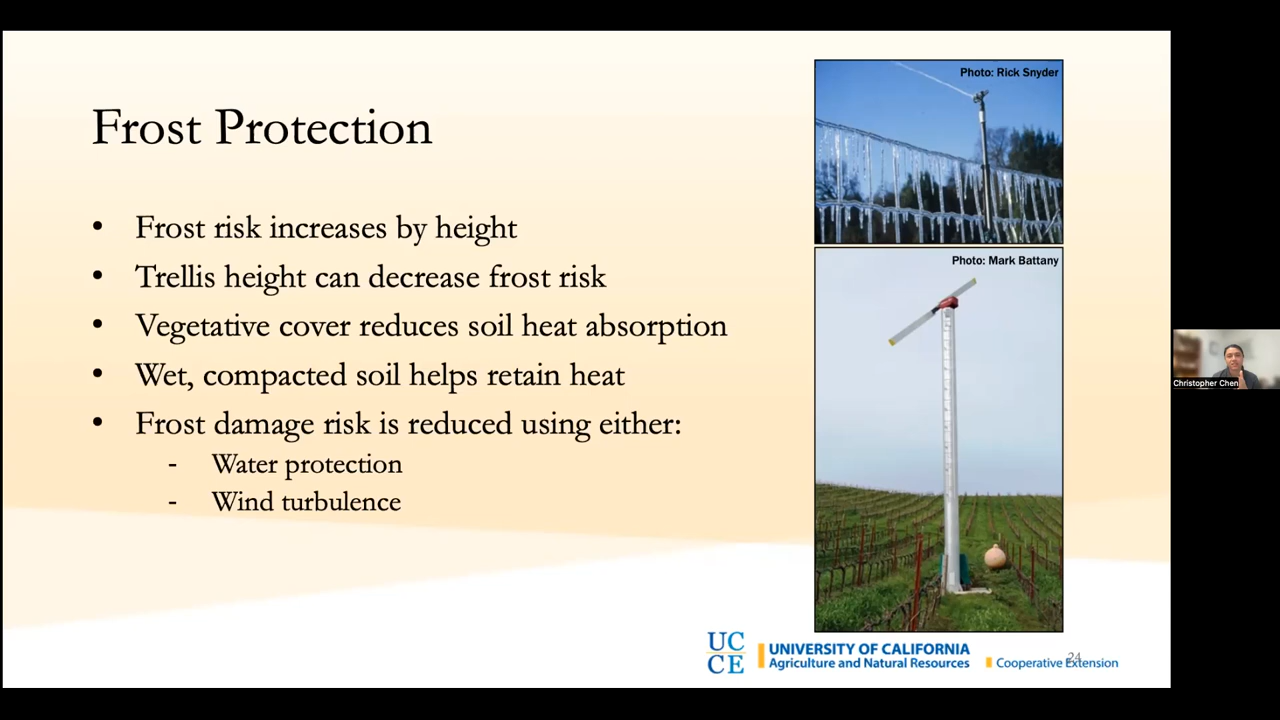 Photo: Rick Snyder
Frost Protection
• Frost risk increases by height
• Trellis height can decrease frost risk
• Vegetative cover reduces soil heat absorption
• Wet, compacted soil helps retain heat
• Frost damage risk is reduced using either:
- Water protection
- Wind turbulence
Photo: Mark Battany
Christopher Chen
UC
CE
UNIVERSITY OF CALIFORNIA
Agriculture and Natural Resources
Cooperative Extension
24